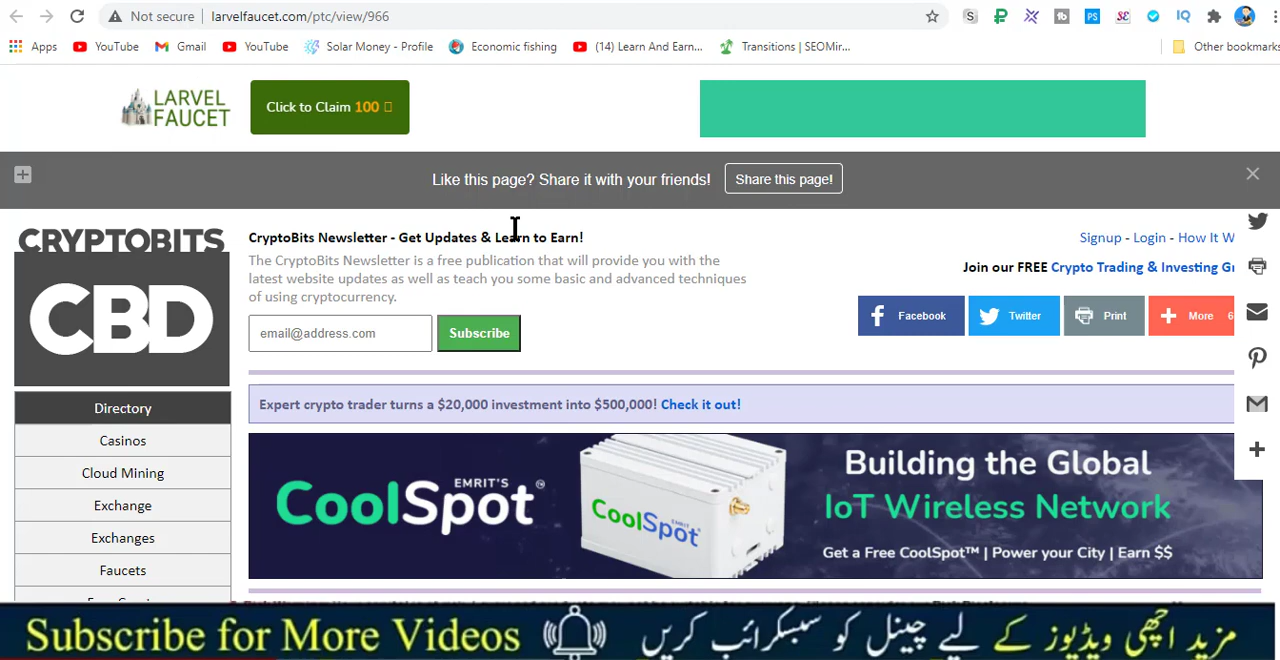 Not secure
larvelfaucet.com/ptc/view/966
Apps
YouTube
Gmail
YouTube
Solar Money - Profile
Economic fishing
(14) Learn And Earn...
Transitions | SEOMir...
Other bookmarks
LARVEL
FAUCET
Click to Claim 100
Like this page? Share it with your friends!
Share this page!
CRYPTOBITS
CBD
CryptoBits Newsletter - Get Updates & Learn to Earn!
The CryptoBits Newsletter is a free publication that will provide you with the
latest website updates as well as teach you some basic and advanced techniques
of using cryptocurrency.
email@address.com
Subscribe
Signup - Login - How It W
Join our FREE Crypto Trading & Investing Gr
Facebook
Twitter
Print
More
6
Directory
Casinos
Cloud Mining
Exchange
Exchanges
Faucets
Expert crypto trader turns a $20,000 investment into $500,000! Check it out!
EMRIT'S
CoolSpot®
CoolSpot
Building the Global
IoT Wireless Network
Get a Free CoolSpot™ | Power your City | Earn $$
Subscribe for More Videos
مزید اچھی ویڈیوز کے لیے چینل کو سبسکرائب کریں